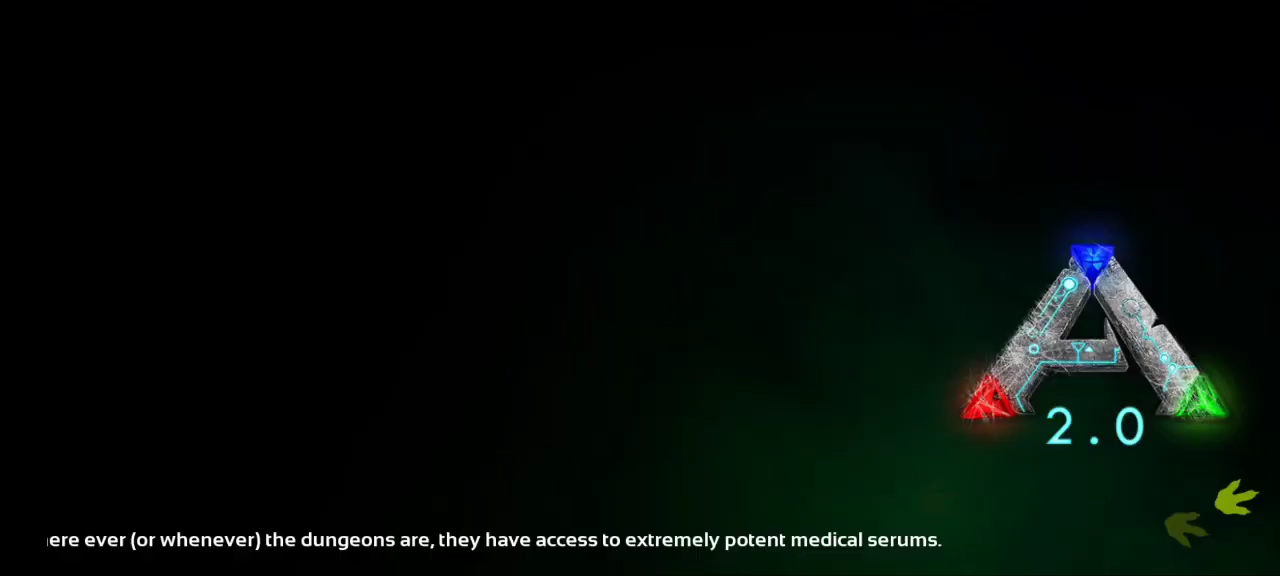 A
2.0
ere ever (or whenever) the dungeons are, they have access to extremely potent medical serums.